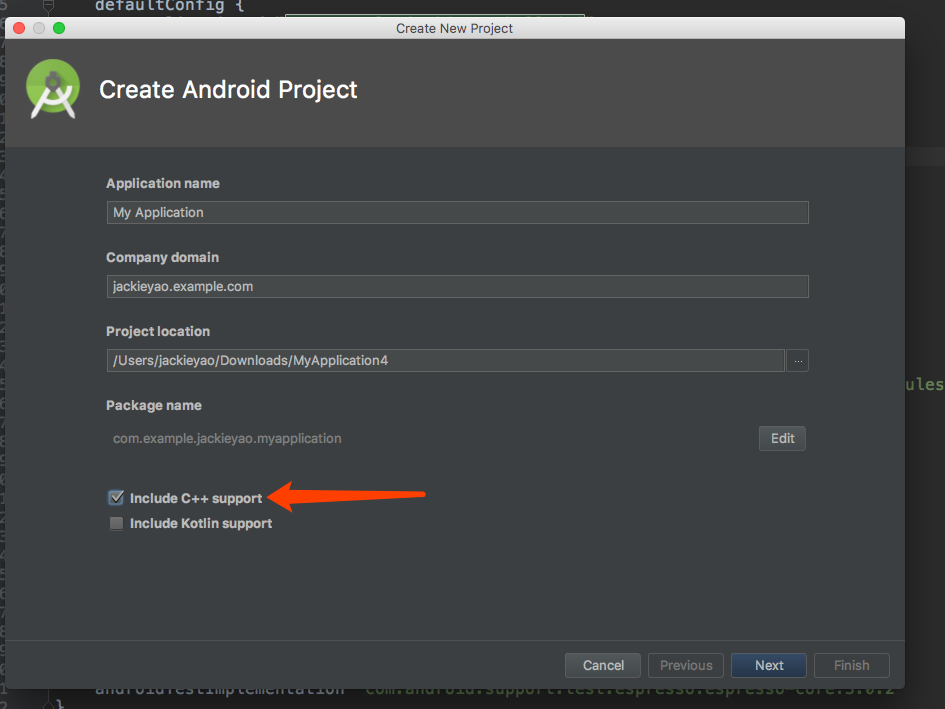 defaultConfig {
Create New Project
Create Android Project
Application name
My Application
Company domain
jackieyao.example.com
Project location
/Users/jackieyao/Downloads/MyApplication4
...
ules
Package name
com.example.jackieyao.myapplication
Edit
Include C++ support
Include Kotlin support
Cancel
Previous
Next
Finish
androidTestImplementation 'com.android.support.test.espresso:espresso-core:3.0.2'
}